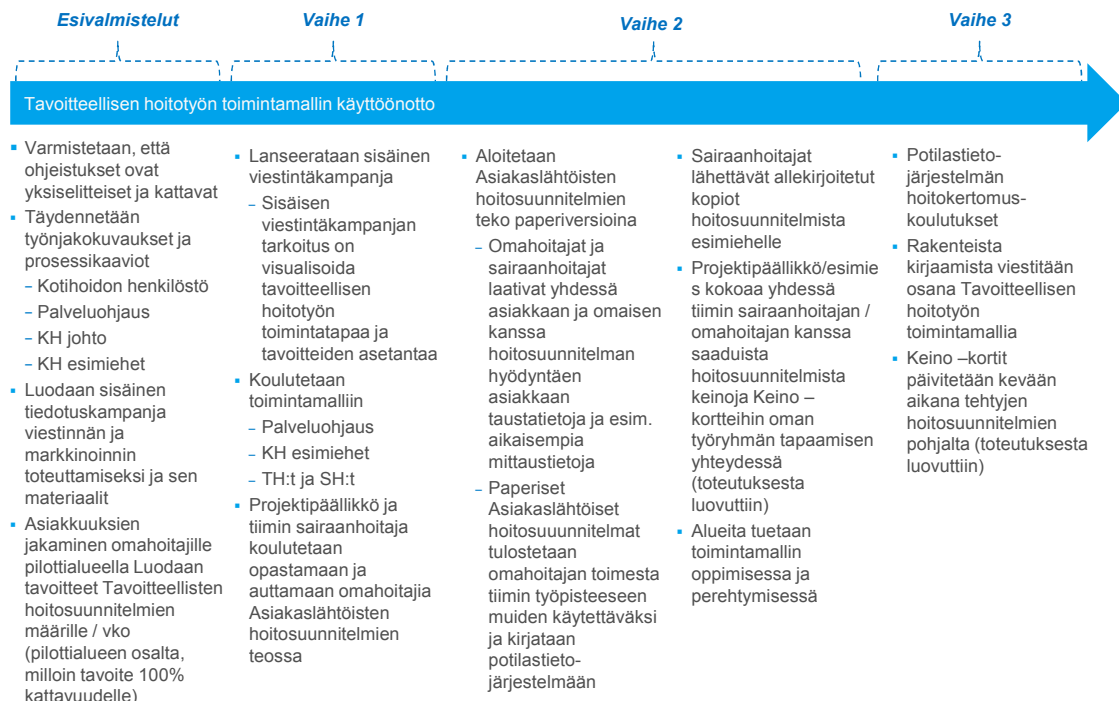 Esivalmistelut
Vaihe 1
Vaihe 2
Vaihe 3
Tavoitteellisen hoitotyön toimintamallin käyttöönotto
▪ Varmistetaan, että
ohjeistukset ovat
yksiselitteiset ja kattavat
▪ Täydennetään
työnjakokuvaukset ja
prosessikaaviot
– Kotihoidon henkilöstö
– Palveluohjaus
– KH johto
– KH esimiehet
▪ Luodaan sisäinen
tiedotuskampanja
viestinnän ja
markkinoinnin
toteuttamiseksi ja sen
materiaalit
▪ Asiakkuuksien
jakaminen omahoitajille
pilottialueella Luodaan
tavoitteet Tavoitteellisten
hoitosuunnitelmien
määrille / vko
(pilottialueen osalta,
milloin tavoite 100%
kattavuudelle)
▪ Lanseerataan sisäinen
viestintäkampanja
– Sisäisen
viestintäkampanjan
tarkoitus on
visualisoida
tavoitteellisen
hoitotyön
toimintatapaa ja
tavoitteiden asetantaa
▪ Koulutetaan
toimintamalliin
– Palveluohjaus
– KH esimiehet
– TH:t ja SH:t
▪ Projektipäällikkö ja
tiimin sairaanhoitaja
koulutetaan
opastamaan ja
auttamaan omahoitajia
Asiakaslähtöisten
hoitosuunnitelmien
teossa
▪ Aloitetaan
Asiakaslähtöisten
hoitosuunnitelmien
teko paperiversioina
– Omahoitajat ja
sairaanhoitajat
laativat yhdessä
asiakkaan ja omaisen
kanssa
hoitosuunnitelman
hyödyntäen
asiakkaan
taustatietoja ja esim.
aikaisempia
mittaustietoja
– Paperiset
Asiakaslähtöiset
hoitosuuunnitelmat
tulostetaan
omahoitajan toimesta
tiimin työpisteeseen
muiden käytettäväksi
ja kirjataan
potilastieto-
järjestelmään
▪ Sairaanhoitajat
lähettävät allekirjoitetut
kopiot
hoitosuunnitelmista
esimiehelle
▪ Projektipäällikkö/esimie
s kokoaa yhdessä
tiimin sairaanhoitajan /
omahoitajan kanssa
saaduista
hoitosuunnitelmista
keinoja Keino –
kortteihin oman
työryhmän tapaamisen
yhteydessä
(toteutuksesta
luovuttiin)
▪ Alueita tuetaan
toimintamallin
oppimisessa ja
perehtymisessä
▪ Potilastieto-
järjestelmän
hoitokertomus-
koulutukset
▪ Rakenteista
kirjaamista viestitään
osana Tavoitteellisen
hoitotyön
toimintamallia
▪ Keino –kortit
päivitetään kevään
aikana tehtyjen
hoitosuunnitelmien
pohjalta (toteutuksesta
luovuttiin)